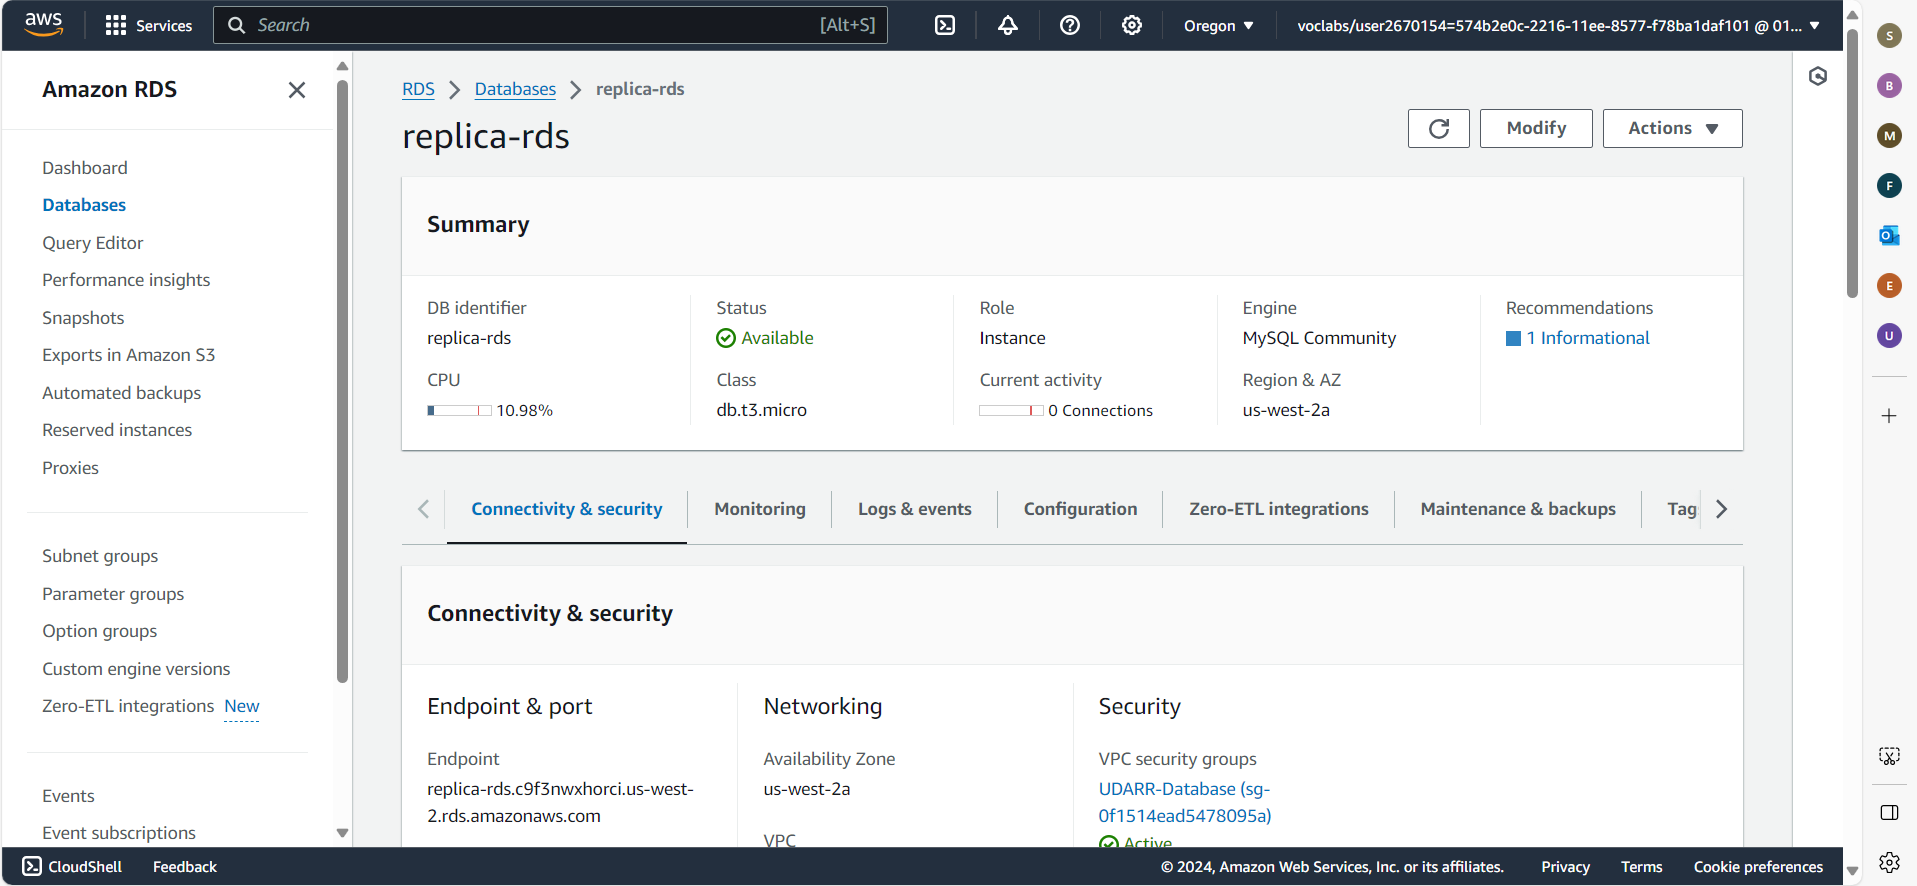 aws
Services
Search
[Alt+S]
Oregon
voclabs/user2670154=574b2e0c-2216-11ee-8577-f78ba1daf101 @ 01...
Amazon RDS
Dashboard
Databases
Query Editor
Performance insights
Snapshots
Exports in Amazon S3
Automated backups
Reserved instances
Proxies
Subnet groups
Parameter groups
Option groups
Custom engine versions
Zero-ETL integrations New
Events
Event subscriptions
RDS
Databases
replica-rds
replica-rds
Modify
Actions
Summary
DB identifier
replica-rds
Status
Available
Role
Instance
Engine
MySQL Community
Recommendations
1 Informational
CPU
10.98%
Class
db.t3.micro
Current activity
0 Connections
Region & AZ
us-west-2a
Connectivity & security
Monitoring
Logs & events
Configuration
Zero-ETL integrations
Maintenance & backups
Tag
Connectivity & security
Endpoint & port
Endpoint
replica-rds.c9f3nwxhorci.us-west-
2.rds.amazonaws.com
Networking
Availability Zone
us-west-2a
VPC
Security
VPC security groups
UDARR-Database (sg-
0f1514ead5478095a)
Active
S
B
M
F
E
U
CloudShell
Feedback
© 2024, Amazon Web Services, Inc. or its affiliates.
Privacy
Terms
Cookie preferences